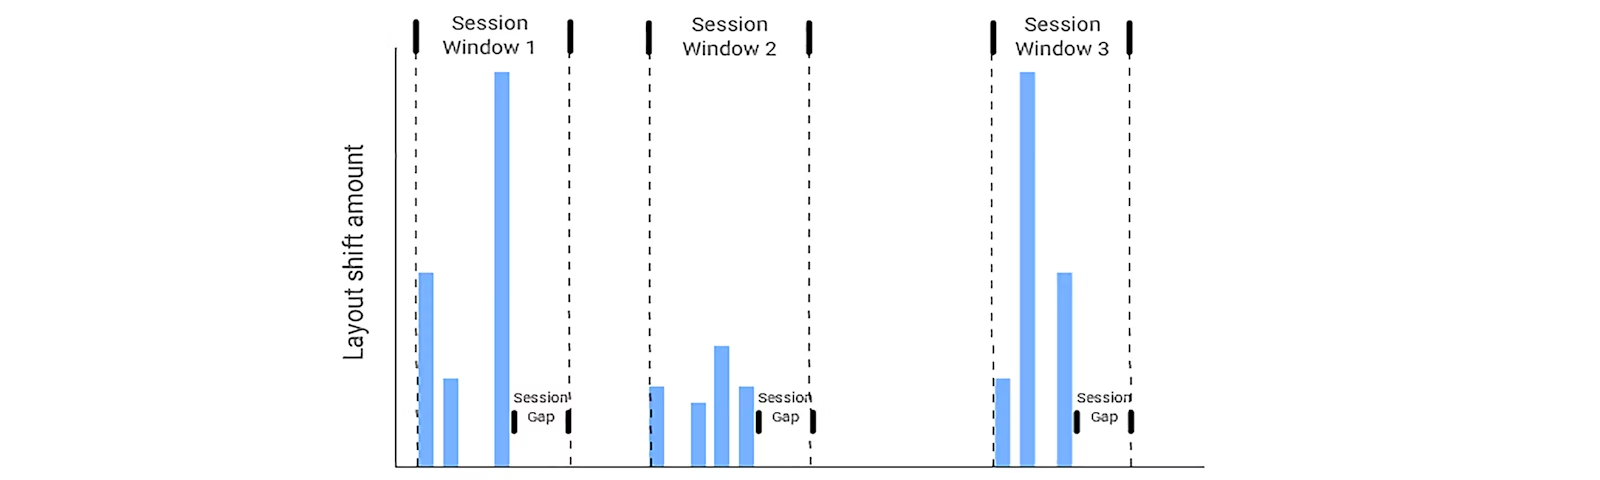 Session
Window 1
Session
Window 2
Session
Window 3
Layout shift amount
Session
Gap
Session
Gap
Session
Gap